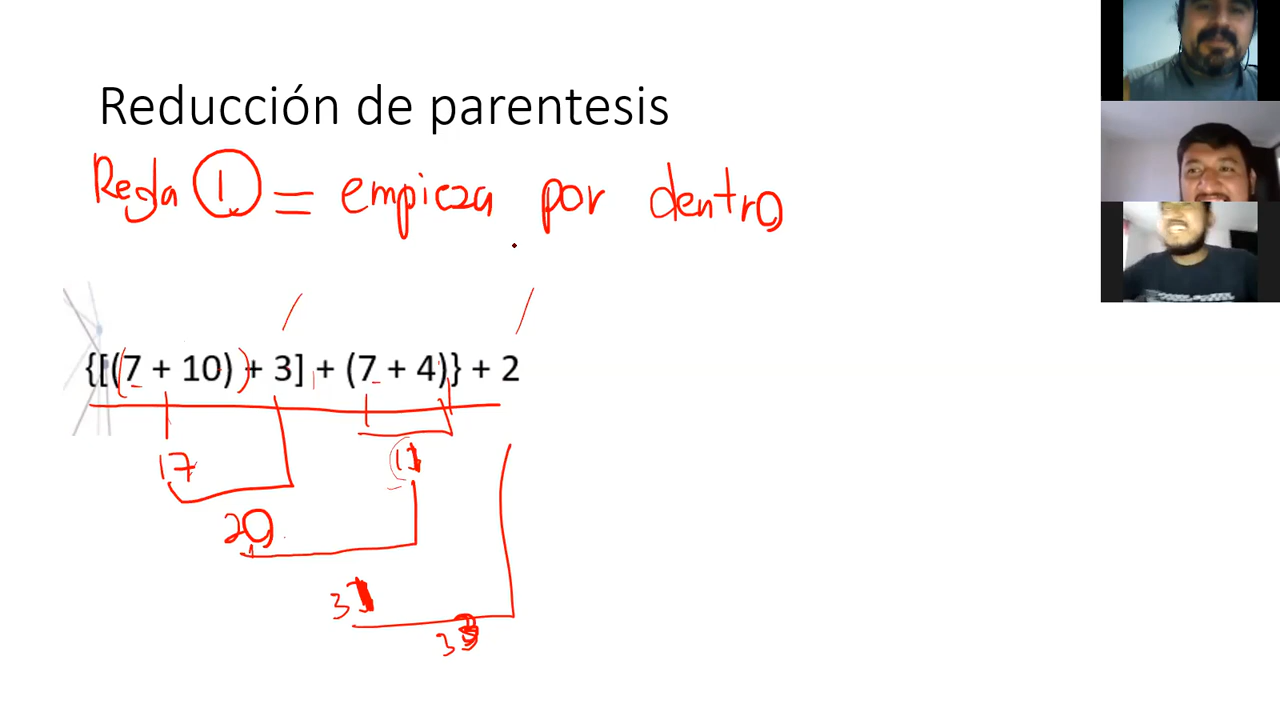 Reducción de parentesis
Regla 1 = empieza por dentro
{[(7 + 10) + 3] + (7 + 4)} + 2
17
11
20
31
33